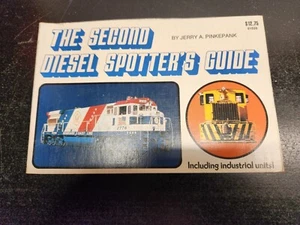 THE SECOND
DIESEL SPOTTER'S GUIDE
BY JERRY A. PINKEPANK
$12.75
Including industrial units!